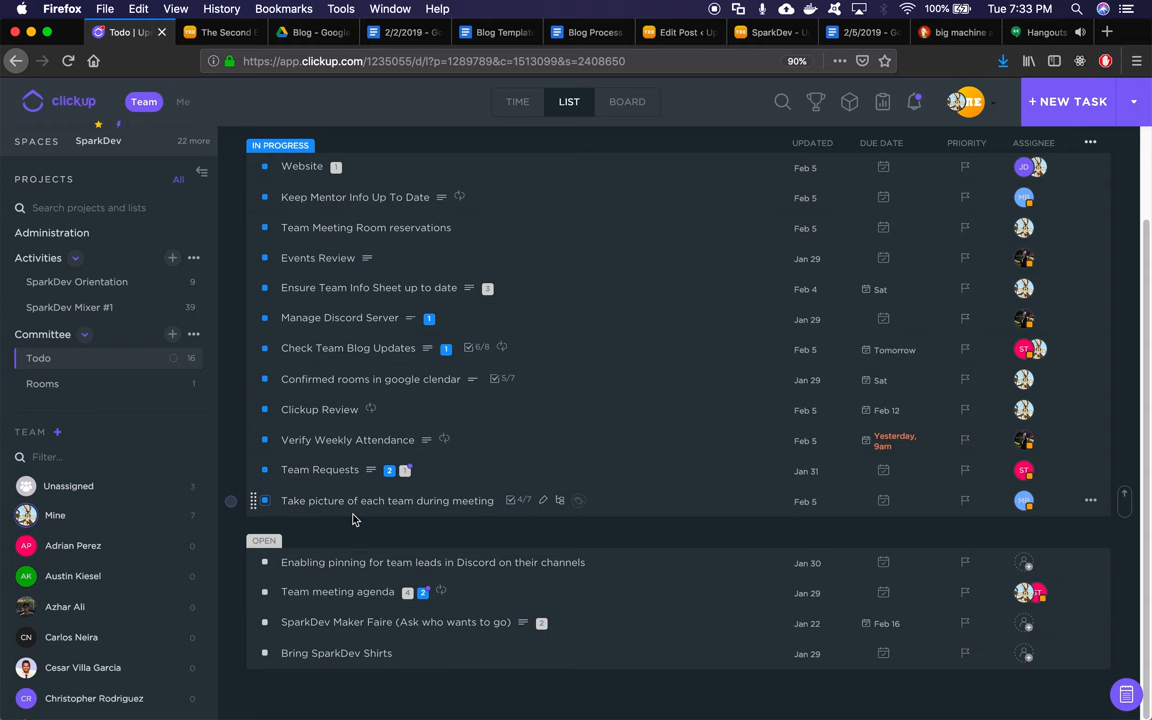 Firefox File Edit View History Bookmarks Tools Window Help 100% Tue 7:33 PM
Todo | Up The Second E Blog - Google 2/2/2019 - Go Blog Template Blog Process Edit Post ‹ Up SparkDev – U 2/5/2019 - Go big machine a Hangouts
https://app.clickup.com/1235055/d/l?p=1289789&c=1513099&s=2408650 90%
clickup Team Me TIME LIST BOARD + NEW TASK
SPACES SparkDev 22 more
PROJECTS All
Search projects and lists
Administration
Activities
SparkDev Orientation 9
SparkDev Mixer #1 39
Committee
Todo 16
Rooms 1
TEAM +
Filter...
Unassigned 3
Mine 7
AP Adrian Perez 0
Austin Kiesel 0
Azhar Ali 0
CN Carlos Neira 0
Cesar Villa Garcia 0
CR Christopher Rodriguez 0
IN PROGRESS UPDATED DUE DATE PRIORITY ASSIGNEE
Website 1 Feb 5 JD
Keep Mentor Info Up To Date Feb 5 MR
Team Meeting Room reservations Feb 5
Events Review Jan 29
Ensure Team Info Sheet up to date 3 Feb 4 Sat
Manage Discord Server 1 Jan 29
Check Team Blog Updates 1 6/8 Feb 5 Tomorrow ST
Confirmed rooms in google clendar 5/7 Jan 29 Sat
Clickup Review Feb 5 Feb 12
Verify Weekly Attendance Feb 5 Yesterday, 9am
Team Requests 2 1 Jan 31 ST
Take picture of each team during meeting 4/7 Feb 5 MR
OPEN
Enabling pinning for team leads in Discord on their channels Jan 30
Team meeting agenda 4 2 Jan 29 ST
SparkDev Maker Faire (Ask who wants to go) 2 Jan 22 Feb 16
Bring SparkDev Shirts Jan 29